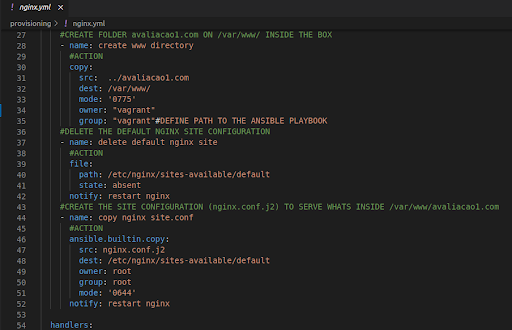 ! nginx.yml ×
provisioning > ! nginx.yml
27 #CREATE FOLDER avaliacao1.com ON /var/www/ INSIDE THE BOX
28 - name: create www directory
29 #ACTION
30 copy:
31 src: ../avaliacao1.com
32 dest: /var/www/
33 mode: '0775'
34 owner: "vagrant"
35 group: "vagrant"#DEFINE PATH TO THE ANSIBLE PLAYBOOK
36 #DELETE THE DEFAULT NGINX SITE CONFIGURATION
37 - name: delete default nginx site
38 #ACTION
39 file:
40 path: /etc/nginx/sites-available/default
41 state: absent
42 notify: restart nginx
43 #CREATE THE SITE CONFIGURATION (nginx.conf.j2) TO SERVE WHATS INSIDE /var/www/avaliacao1.com
44 - name: copy nginx site.conf
45 #ACTION
46 ansible.builtin.copy:
47 src: nginx.conf.j2
48 dest: /etc/nginx/sites-available/default
49 owner: root
50 group: root
51 mode: '0644'
52 notify: restart nginx
53
54 handlers: